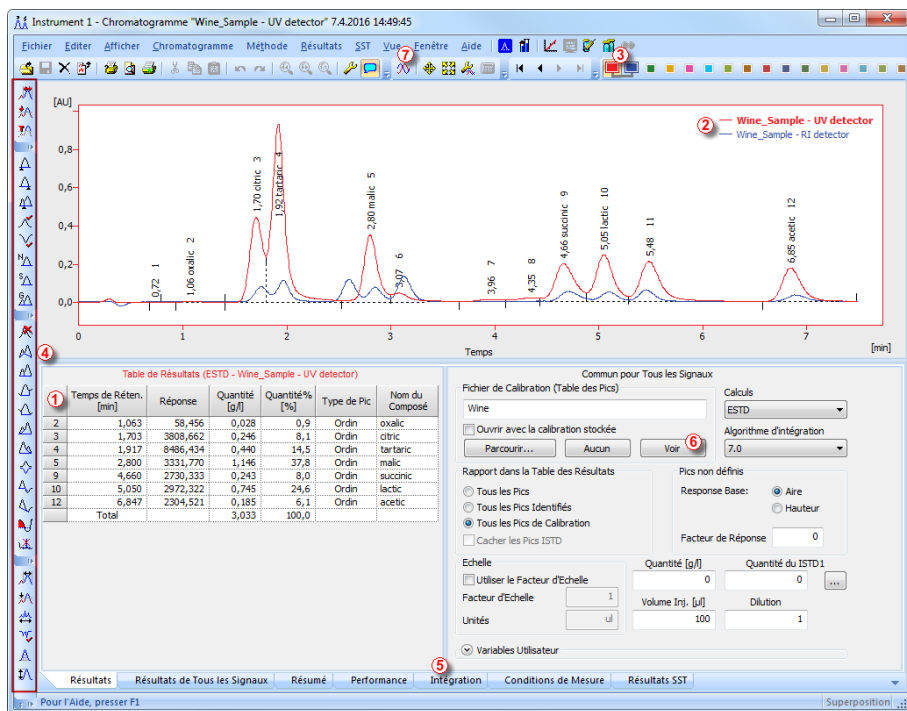 Instrument 1 - Chromatogramme "Wine_Sample - UV detector" 7.4.2016 14:49:45
Fichier Editer Afficher Chromatogramme Méthode Résultats SST Vue Fenêtre Aide
7
3
[AU]
2
Wine_Sample - UV detector
Wine_Sample - RI detector
0,8
0,6
0,4
0,2
0,0
0,72 1
1,06 oxalic 2
1,70 citric 3
1,92 tartaric 4
2,80 malic 5
3,07 6
3,96 7
4,35 8
4,66 succinic 9
5,05 lactic 10
5,48 11
6,85 acetic 12
0 1 2 3 4 5 6 7
Temps
[min]
4
Table de Résultats (ESTD - Wine_Sample - UV detector)
1
Temps de Réten. [min] Réponse Quantité [g/l] Quantité% [%] Type de Pic Nom du Composé
2 1,063 58,456 0,028 0,9 Ordin oxalic
3 1,703 3808,662 0,246 8,1 Ordin citric
4 1,917 8486,434 0,440 14,5 Ordin tartaric
5 2,800 3331,770 1,146 37,8 Ordin malic
9 4,660 2730,333 0,243 8,0 Ordin succinic
10 5,050 2972,322 0,745 24,6 Ordin lactic
12 6,847 2304,521 0,185 6,1 Ordin acetic
Total 3,033 100,0
Commun pour Tous les Signaux
Fichier de Calibration (Table des Pics)
Wine
Ouvrir avec la calibration stockée
Parcourir... Aucun Voir
6
Calculs
ESTD
Algorithme d'intégration
7.0
Rapport dans la Table des Résultats
Tous les Pics
Tous les Pics Identifiés
Tous les Pics de Calibration
Cacher les Pics ISTD
Pics non définis
Response Base: Aire
Hauteur
Facteur de Réponse 0
Echelle
Utiliser le Facteur d'Echelle
Facteur d'Echelle 1
Unités ul
Quantité [g/l] Quantité du ISTD1
0 0 ...
Volume Inj. [µl] Dilution
100 1
Variables Utilisateur
5
Résultats Résultats de Tous les Signaux Résumé Performance Intégration Conditions de Mesure Résultats SST
Pour l'Aide, presser F1
Superposition